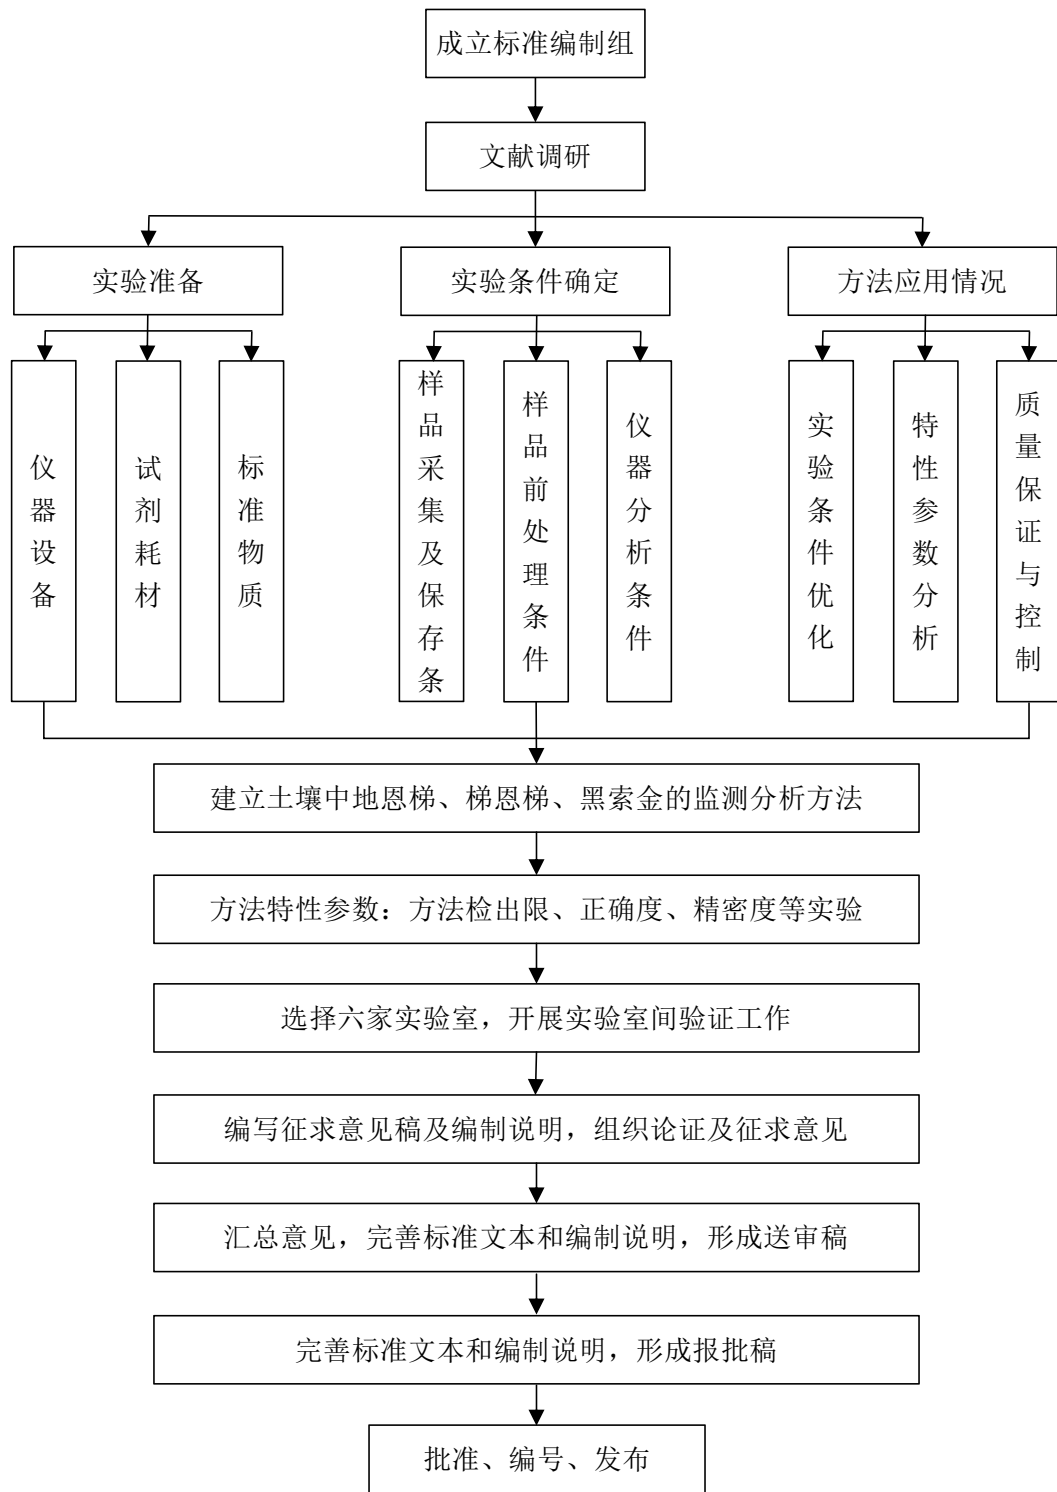 成立标准编制组
文献调研
实验准备
实验条件确定
方法应用情况
仪器设备
试剂耗材
标准物质
样品采集及保存条
样品前处理条件
仪器分析条件
实验条件优化
特性参数分析
质量保证与控制
建立土壤中地恩梯、梯恩梯、黑索金的监测分析方法
方法特性参数：方法检出限、正确度、精密度等实验
选择六家实验室，开展实验室间验证工作
编写征求意见稿及编制说明，组织论证及征求意见
汇总意见，完善标准文本和编制说明，形成送审稿
完善标准文本和编制说明，形成报批稿
批准、编号、发布